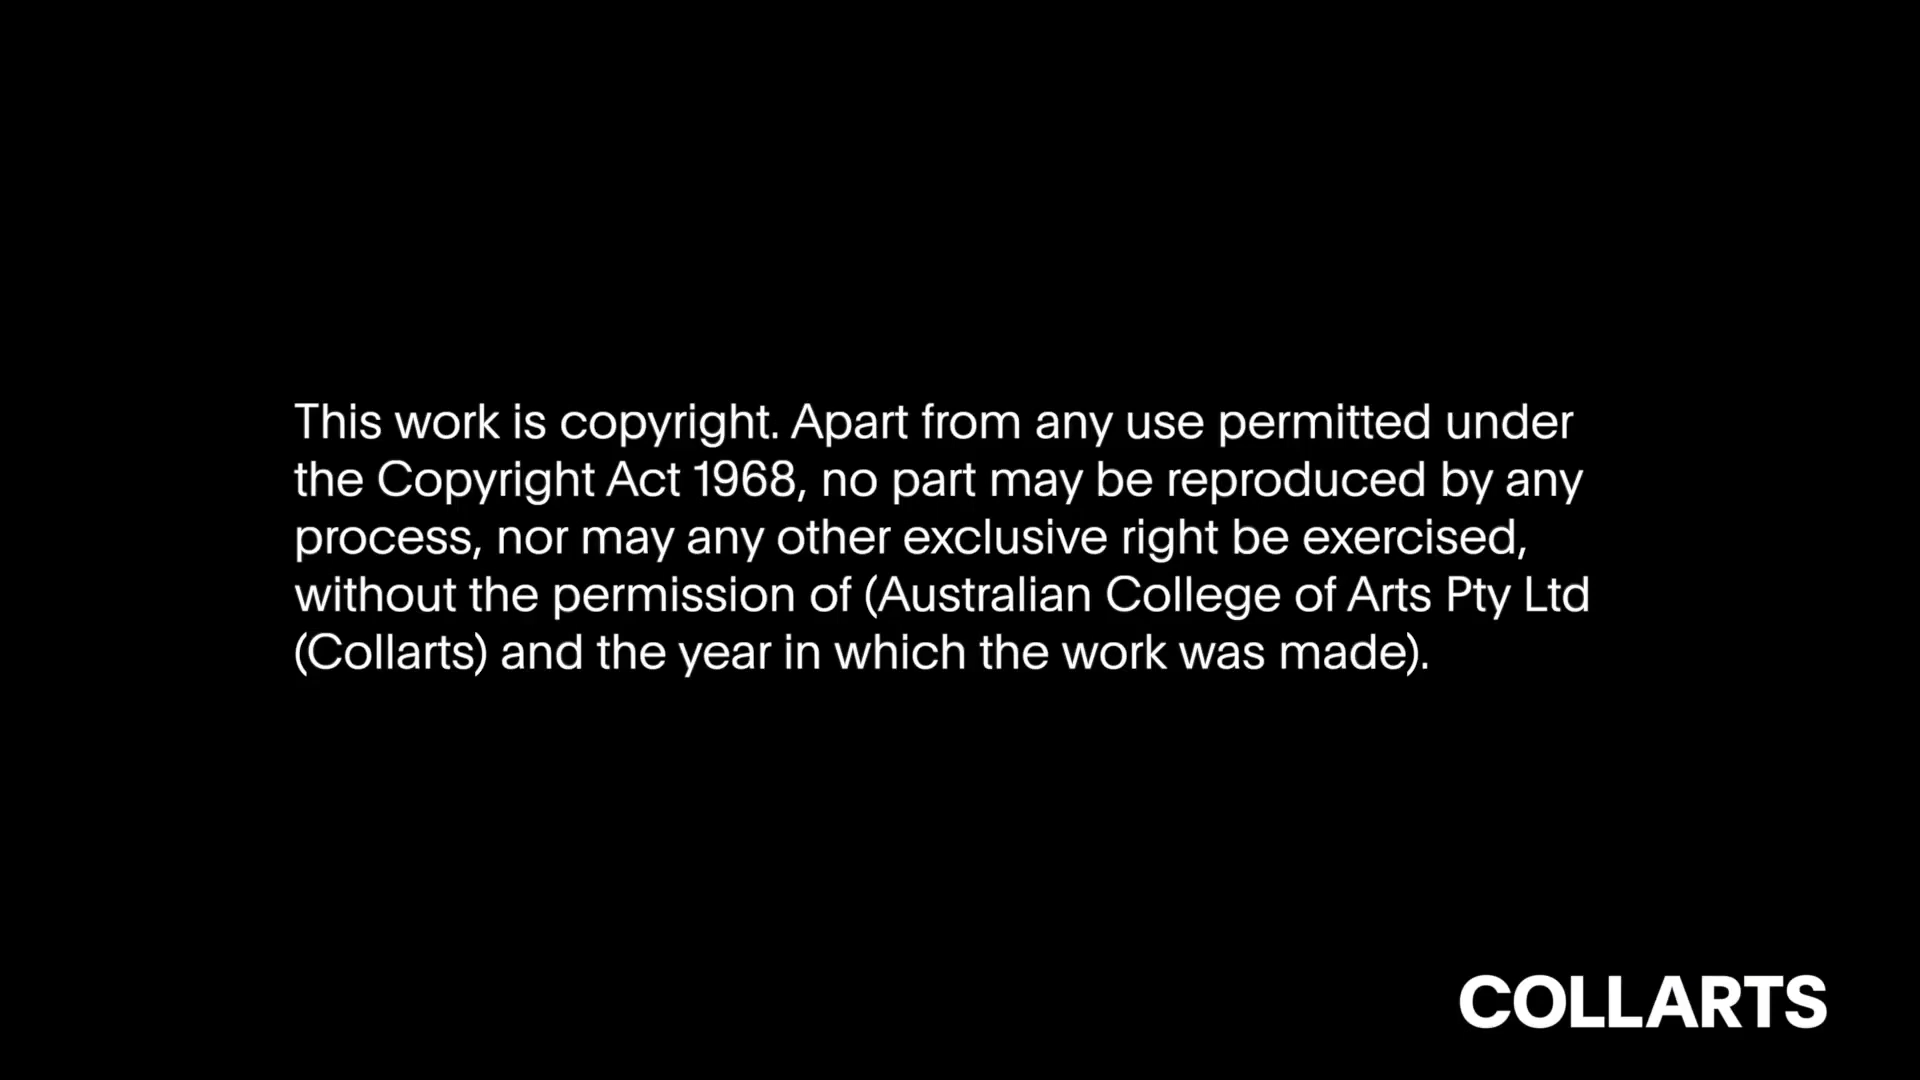 This work is copyright. Apart from any use permitted under
the Copyright Act 1968, no part may be reproduced by any
process, nor may any other exclusive right be exercised,
without the permission of (Australian College of Arts Pty Ltd
(Collarts) and the year in which the work was made).
COLLARTS